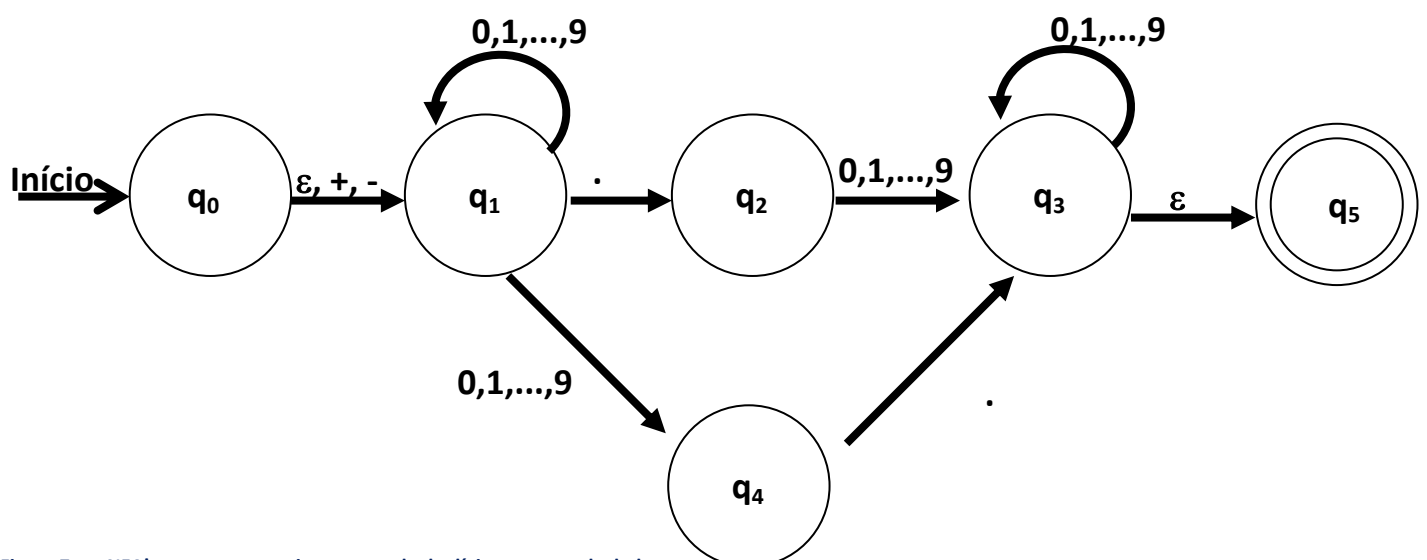 0,1,...,9
0,1,...,9
Início
q₀
ε, +, -
q₁
.
q₂
0,1,...,9
q₃
ε
q₅
0,1,...,9
.
q₄